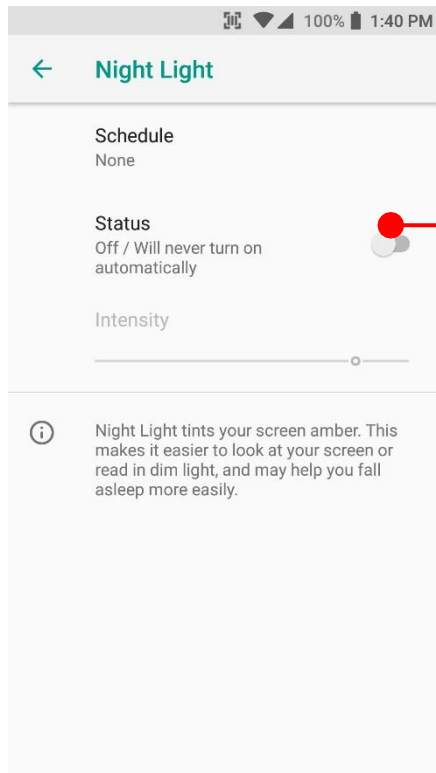 100% 1:40 PM
Night Light
Schedule
None
Status
Off / Will never turn on
automatically
Intensity
Night Light tints your screen amber. This
makes it easier to look at your screen or
read in dim light, and may help you fall
asleep more easily.